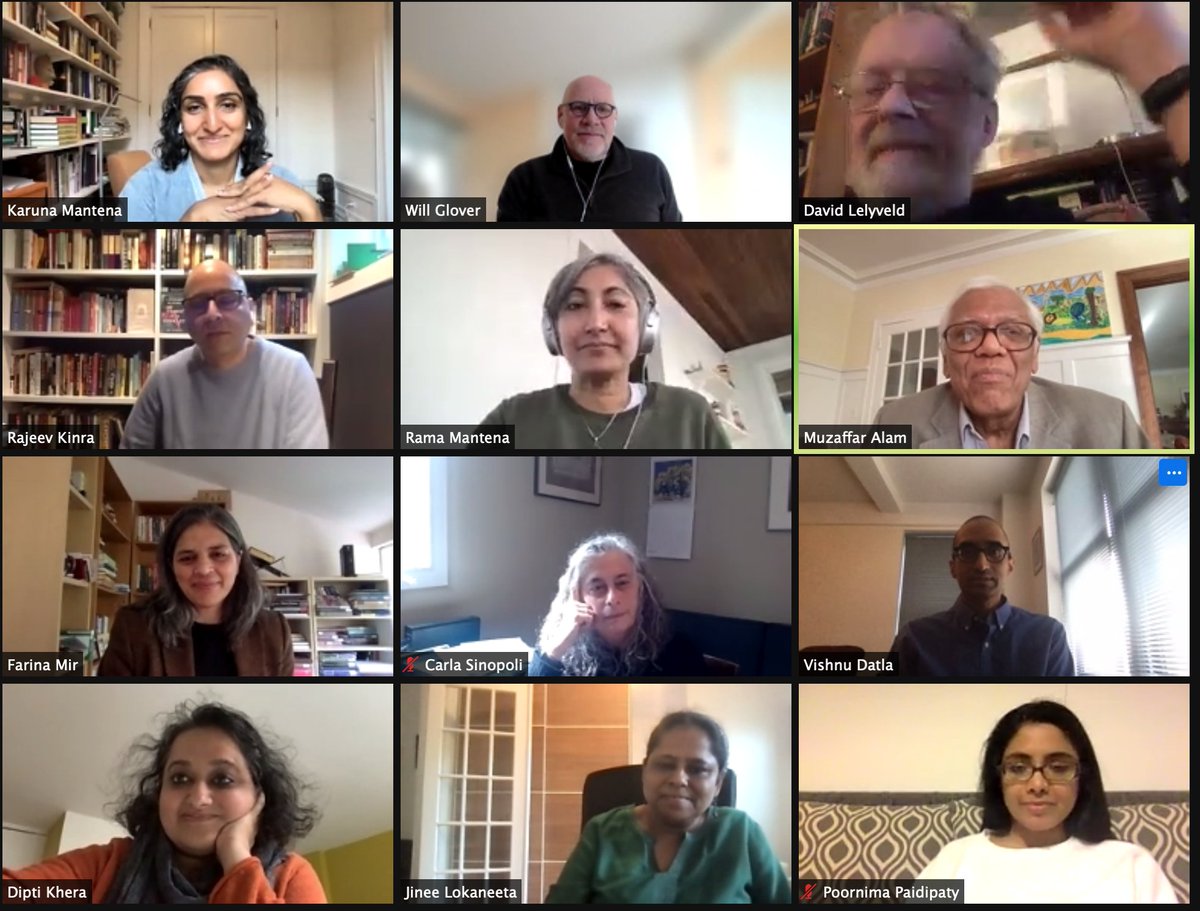 Karuna Mantena
Will Glover
David Lelyveld
Rajeev Kinra
Rama Mantena
Muzaffar Alam
Farina Mir
Carla Sinopoli
Vishnu Datla
Dipti Khera
Jinee Lokaneeta
Poornima Paidipaty